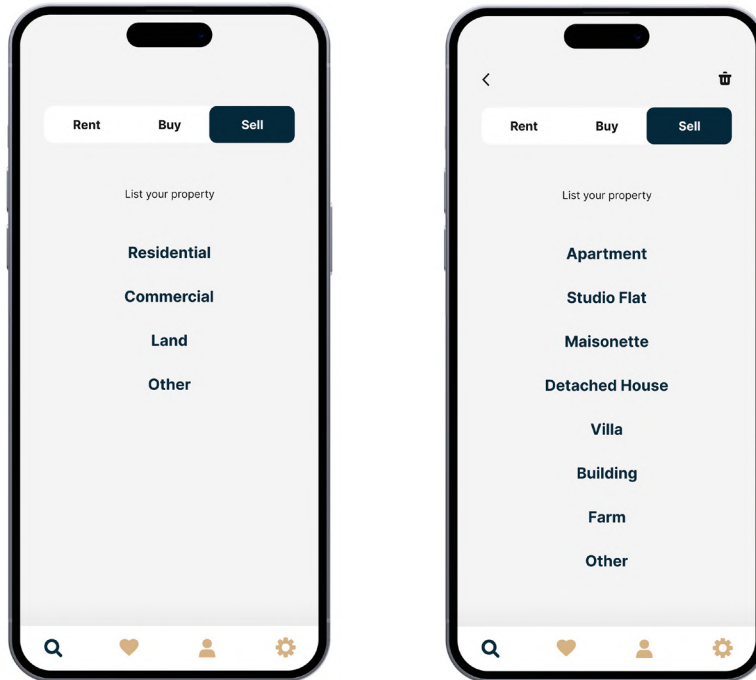 Rent Buy Sell
List your property
Residential
Commercial
Land
Other
Rent Buy Sell
List your property
Apartment
Studio Flat
Maisonette
Detached House
Villa
Building
Farm
Other